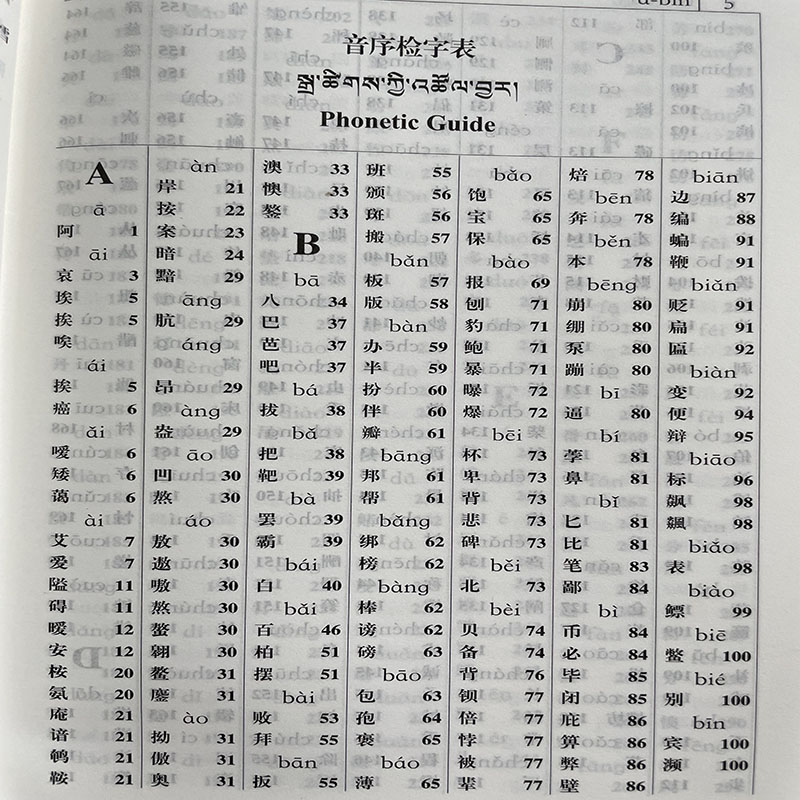 5
音序检字表
སྒྲ་ཚིགས་ཀྱི་འཚོལ་བྱར།
Phonetic Guide
A
ā
阿 1
āi
哀 3
埃 5
挨 5
唉 6
ái
挨 5
癌 6
ǎi
嗳 6
矮 6
蔼 6
ài
艾 7
爱 7
隘 11
碍 11
暧 12
安 12
桉 20
氨 20
庵 21
谙 21
鹌 21
鞍 21
àn
岸 21
按 22
案 23
暗 24
黯 29
āng
肮 29
áng
昂 29
àng
盎 29
āo
凹 30
熬 30
áo
敖 30
遨 30
嗷 30
熬 30
螯 30
翱 30
鳌 31
鏖 31
ào
拗 31
傲 31
奥 31
澳 33
懊 33
鏊 33
B
bā
八 34
巴 37
芭 37
吧 37
bá
拔 38
bǎ
把 38
靶 39
bà
罢 39
霸 39
bái
白 40
bǎi
百 46
柏 51
摆 51
bài
败 53
拜 55
bān
扳 55
班 55
颁 56
斑 56
搬 57
bǎn
板 57
版 58
bàn
办 59
半 59
扮 60
伴 60
瓣 61
bāng
邦 61
帮 61
bǎng
绑 62
榜 62
bàng
棒 62
谤 62
磅 63
bāo
包 63
孢 64
褒 65
báo
薄 65
bǎo
饱 65
宝 65
保 65
bào
报 69
刨 71
豹 71
鲍 71
暴 71
曝 72
爆 72
bēi
杯 73
卑 73
背 73
悲 73
碑 73
běi
北 73
bèi
贝 74
备 74
背 76
钡 77
倍 77
悖 77
被 77
辈 77
焙 78
bēn
奔 78
běn
本 78
bēng
崩 80
绷 80
泵 80
蹦 80
bī
逼 80
bí
荸 81
鼻 81
bǐ
匕 81
比 81
笔 83
鄙 84
bì
币 84
必 84
毕 85
闭 85
庇 86
箅 86
弊 86
壁 86
biān
边 87
编 88
蝙 91
鞭 91
biǎn
贬 91
扁 91
匾 92
biàn
变 92
便 94
辩 95
biāo
标 96
飙 98
飚 98
biǎo
表 98
biào
鳔 99
biē
鳖 100
bié
别 100
bīn
宾 100
濒 100